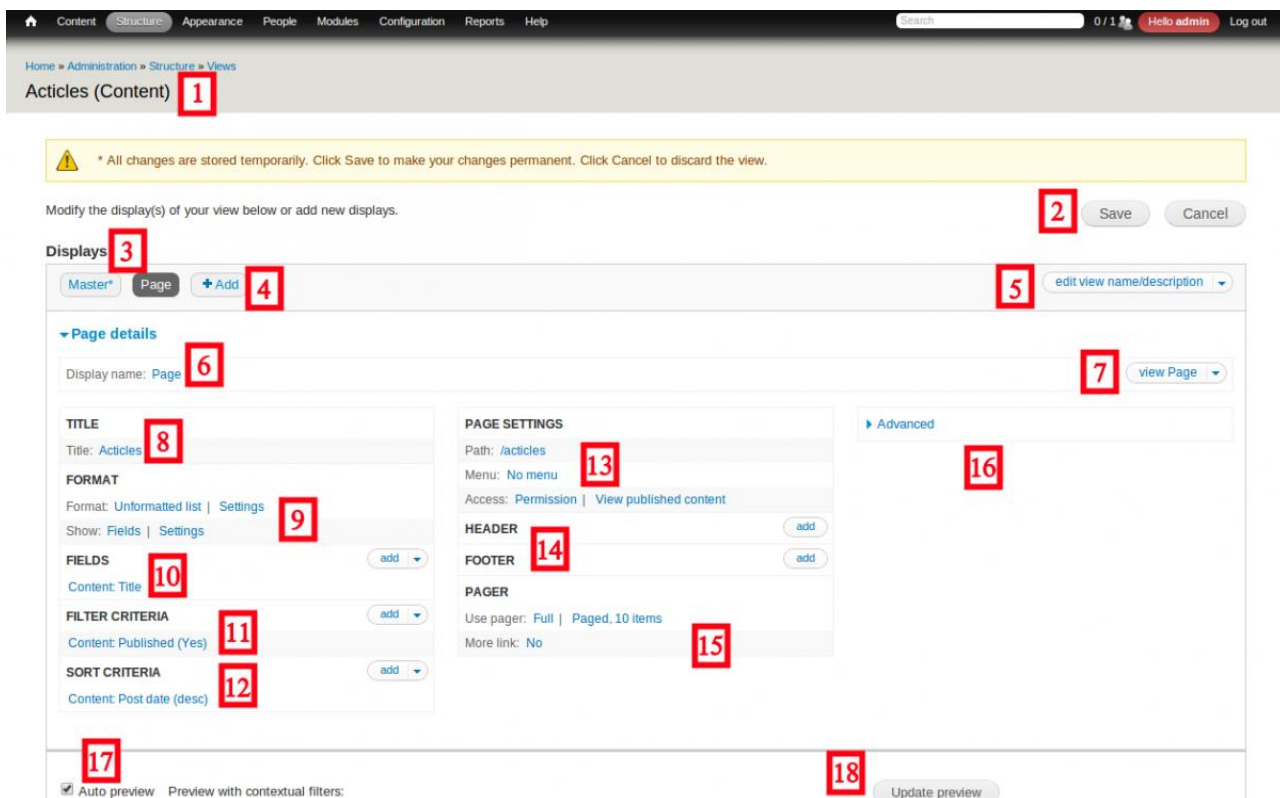 Content Structure Appearance People Modules Configuration Reports Help Search 0 / 1 Hello admin Log out
Home » Administration » Structure » Views
Acticles (Content) 1
* All changes are stored temporarily. Click Save to make your changes permanent. Click Cancel to discard the view.
Modify the display(s) of your view below or add new displays.
2 Save Cancel
Displays 3
Master* Page + Add 4 5 edit view name/description
Page details
Display name: Page 6 7 view Page
TITLE
Title: Acticles 8
FORMAT
Format: Unformatted list | Settings
Show: Fields | Settings
9
FIELDS add
Content: Title
10
FILTER CRITERIA add
Content: Published (Yes)
11
SORT CRITERIA add
Content: Post date (desc)
12
PAGE SETTINGS
Path: /acticles
Menu: No menu
13
Access: Permission | View published content
HEADER add
14
FOOTER add
PAGER
Use pager: Full | Paged, 10 items
More link: No
15
Advanced
16
17
Auto preview Preview with contextual filters:
18 Update preview